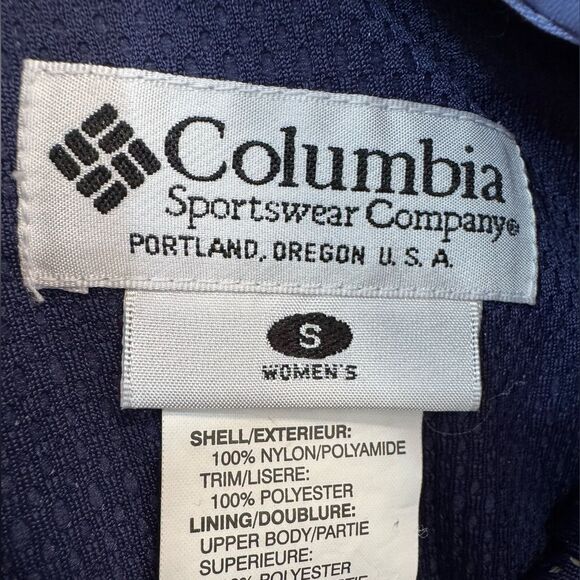 Columbia
Sportswear Company®
PORTLAND, OREGON U.S.A.
S
WOMEN'S
SHELL/EXTERIEUR:
100% NYLON/POLYAMIDE
TRIM/LISERE:
100% POLYESTER
LINING/DOUBLURE:
UPPER BODY/PARTIE
SUPERIEURE:
POLYESTER